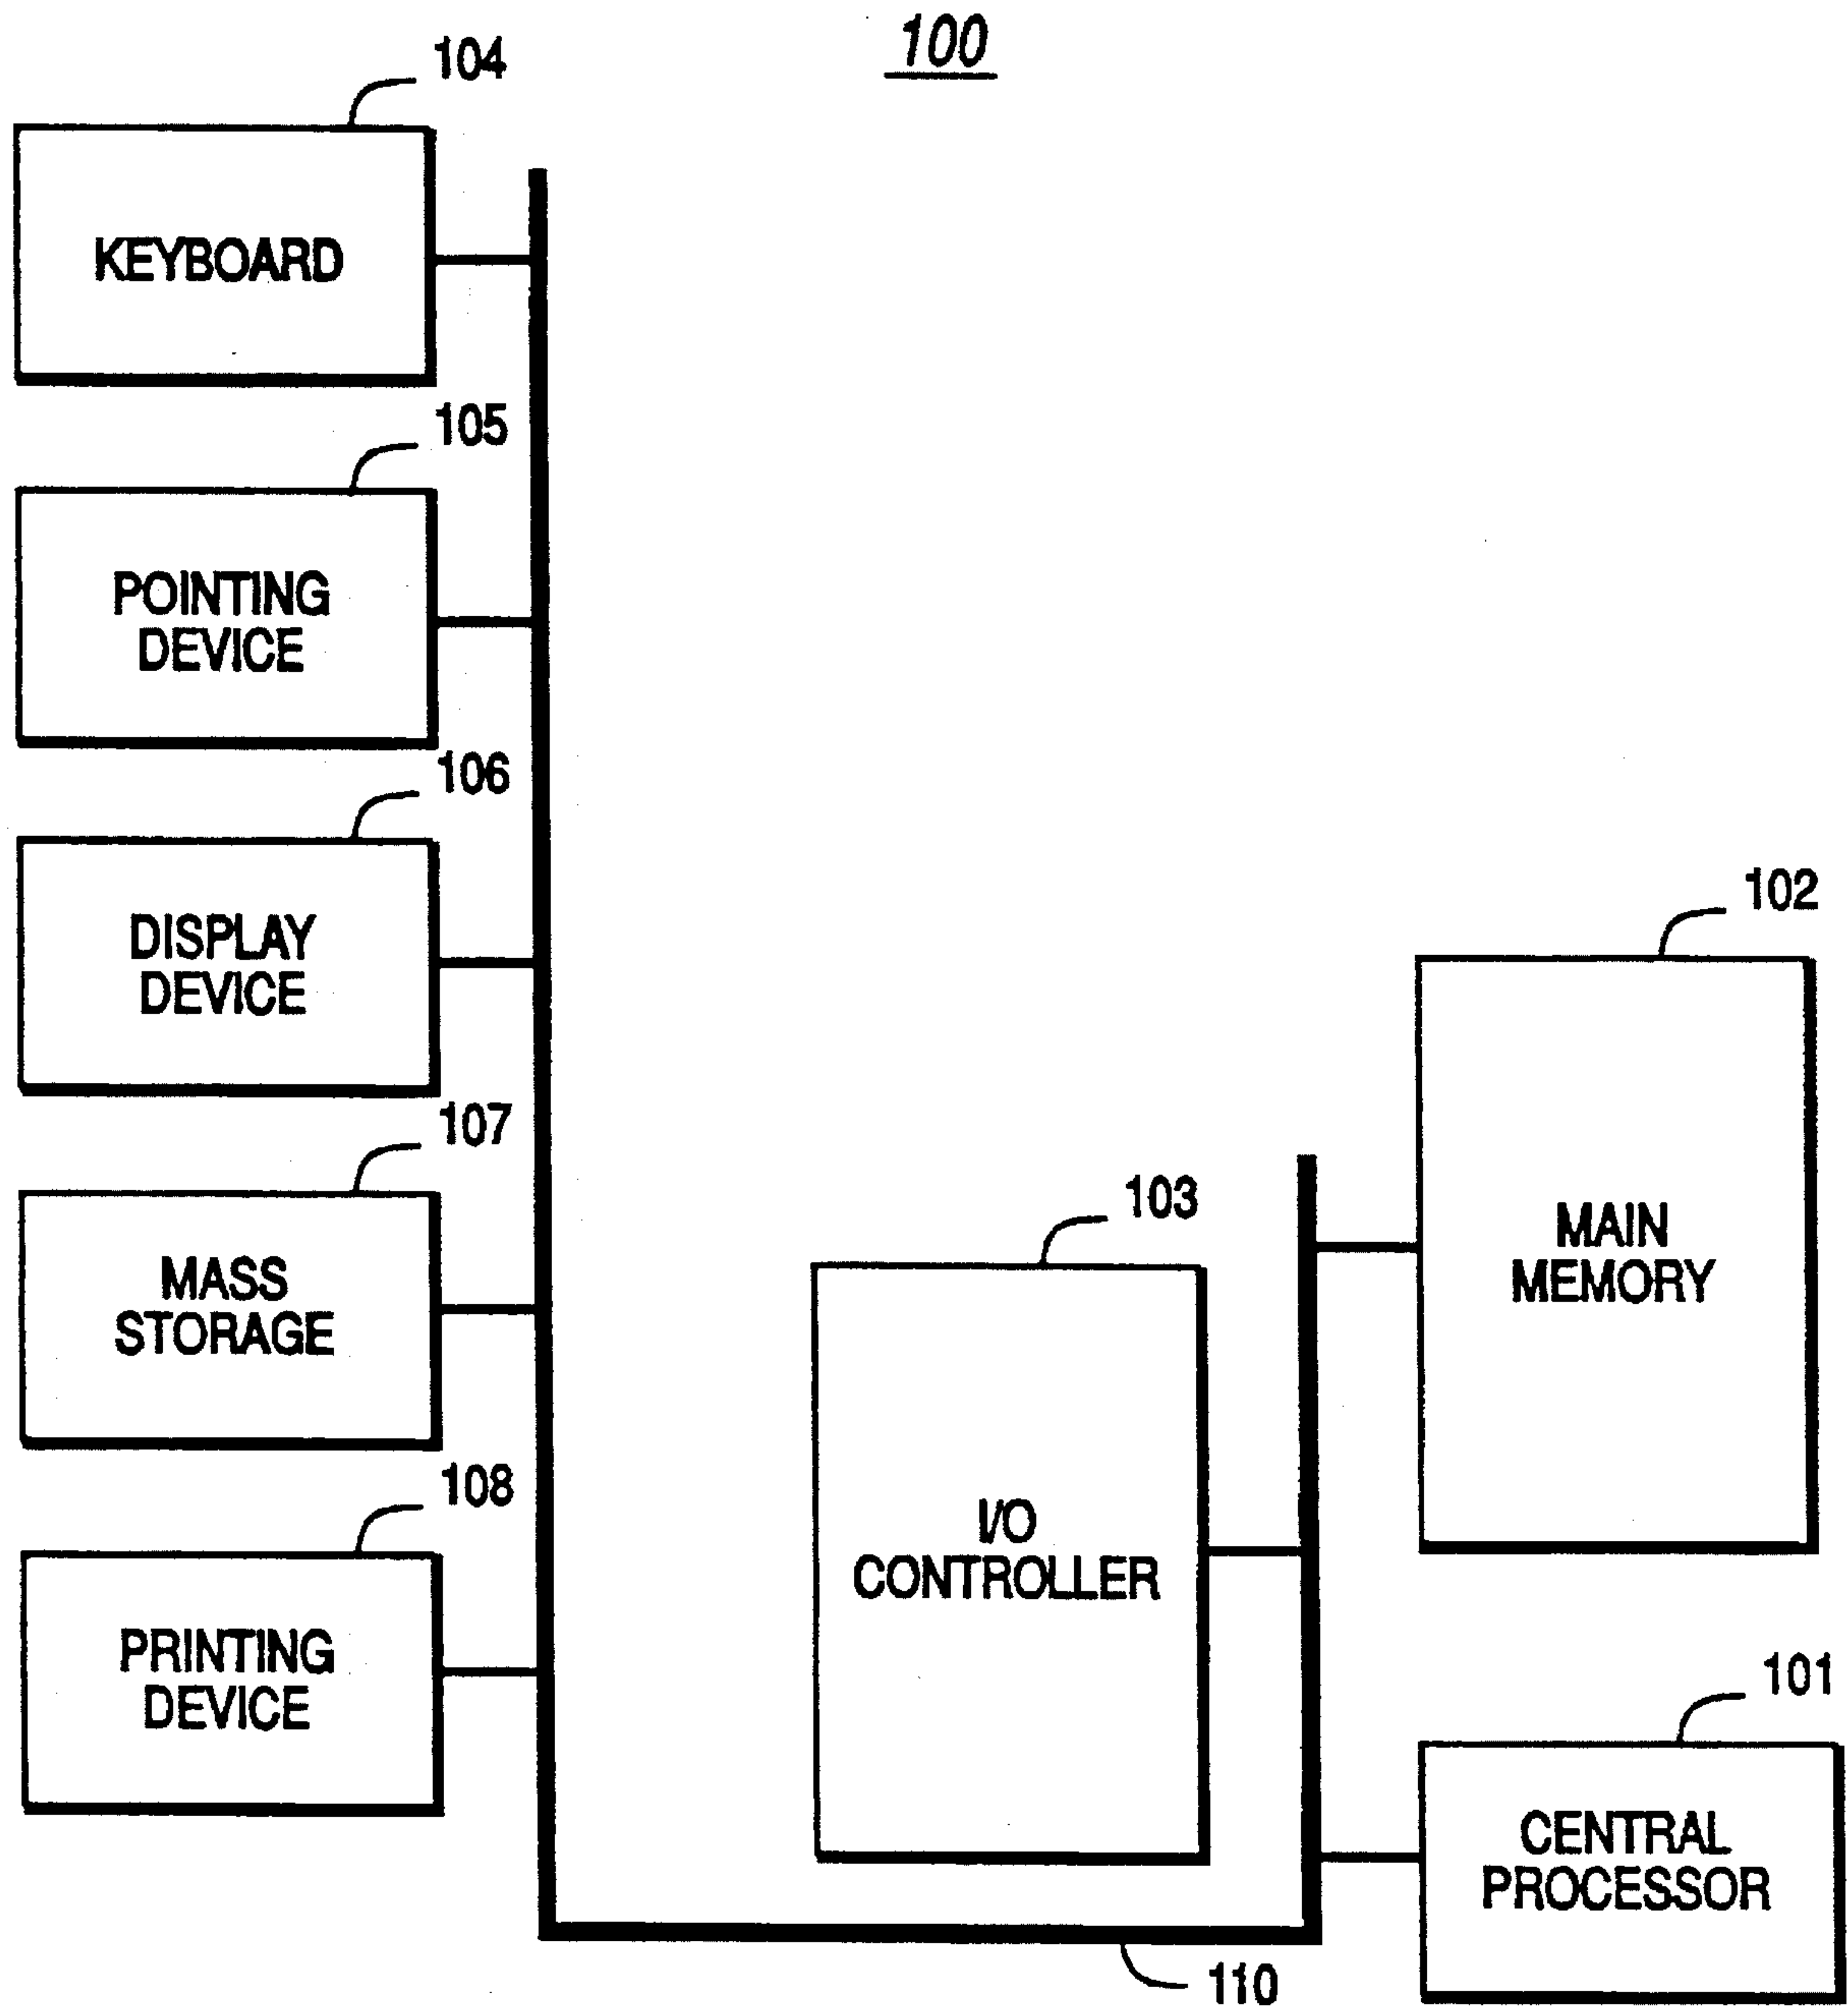 100
104
KEYBOARD
105
POINTING
DEVICE
106
DISPLAY
DEVICE
107
MASS
STORAGE
108
PRINTING
DEVICE
103
I/O
CONTROLLER
102
MAIN
MEMORY
101
CENTRAL
PROCESSOR
110